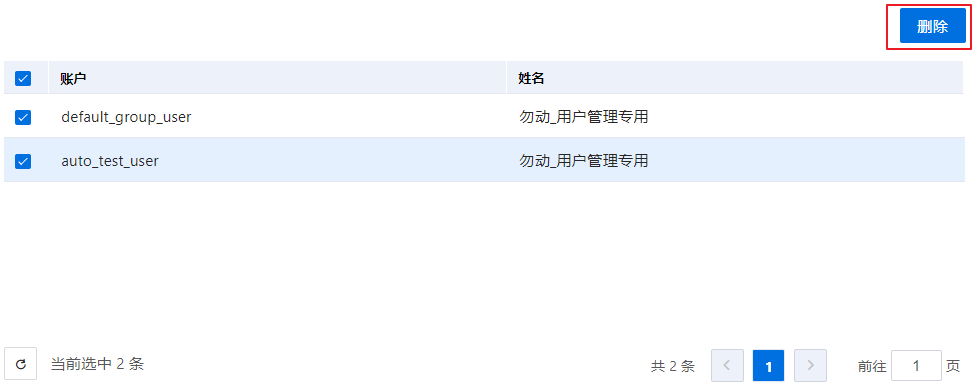 删除
账户 姓名
default_group_user 勿动_用户管理专用
auto_test_user 勿动_用户管理专用
当前选中 2 条 共 2 条 1 前往 1 页